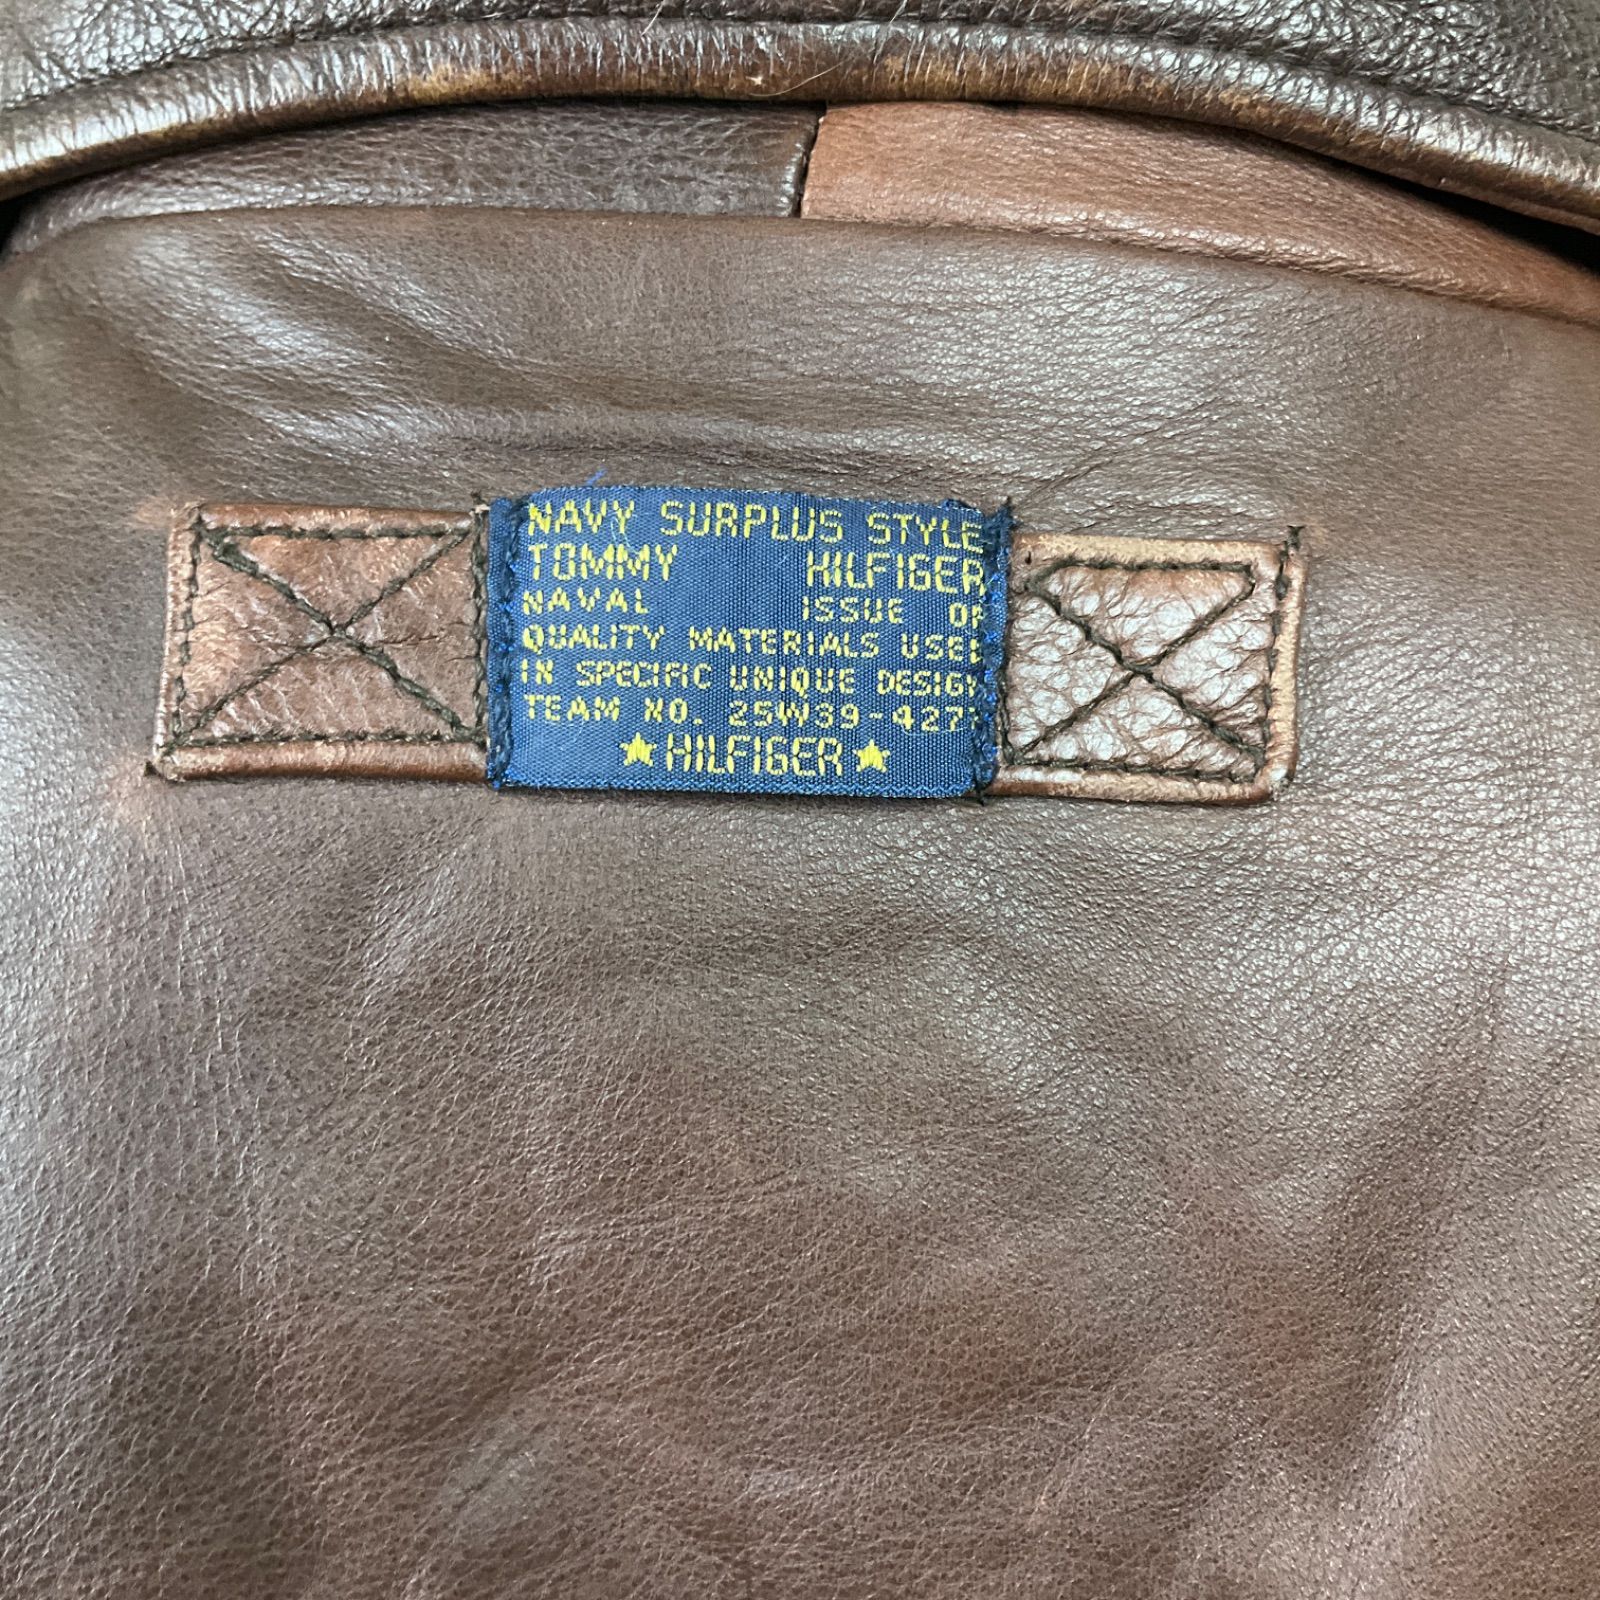 NAVY SURPLUS STYLE
TOMMY HILFIGER
NAVAL ISSUE OF
QUALITY MATERIALS USED
IN SPECIFIC UNIQUE DESIGN
TEAM NO. 25W39-4277
★HILFIGER★